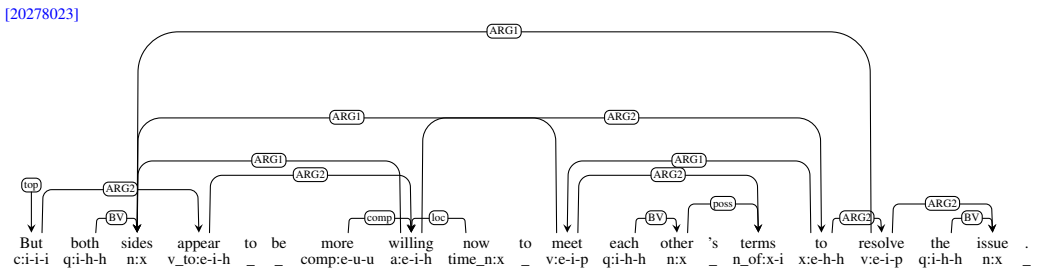 [20278023]
ARG1
ARG1 ARG2
ARG1 ARG1
top ARG2 ARG2 ARG2
BV comp loc BV poss ARG2 ARG2 BV
But both sides appear to be more willing now to meet each other 's terms to resolve the issue .
c:i-i-i q:i-h-h n:x v_to:e-i-h _ _ comp:e-u-u a:e-i-h time_n:x _ v:e-i-p q:i-h-h n:x _ n_of:x-i x:e-h-h v:e-i-p q:i-h-h n:x _